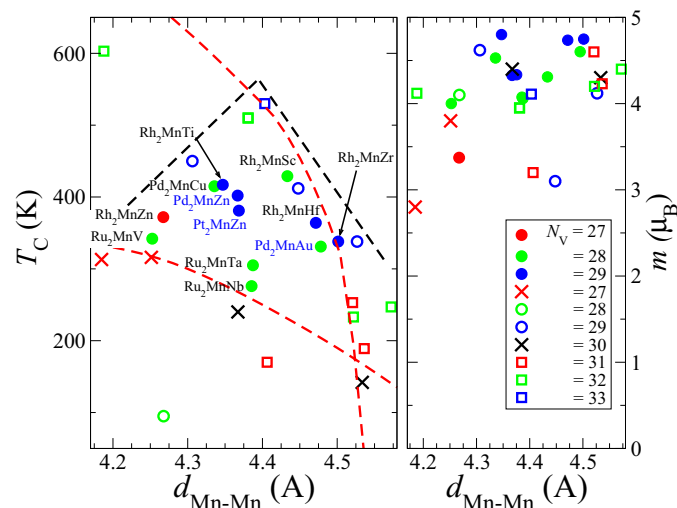 600
400
200
T_C (K)
4.2 4.3 4.4 4.5
d_Mn-Mn (A)
Rh₂MnTi
Rh₂MnSc
Rh₂MnZr
Pd₂MnCu
Pd₂MnZn
Rh₂MnZn
Pt₂MnZn
Rh₂MnHf
Ru₂MnV
Pd₂MnAu
Ru₂MnTa
Ru₂MnNb
5
4
3
2
1
0
m (μ_B)
4.2 4.3 4.4 4.5
d_Mn-Mn (A)
N_V = 27
= 28
= 29
= 27
= 28
= 29
= 30
= 31
= 32
= 33